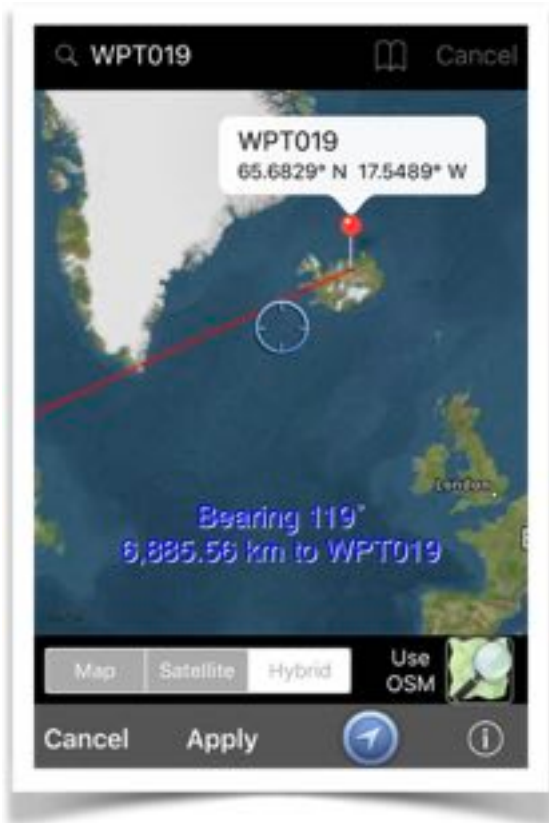 WPT019
Cancel
WPT019
65.6829° N 17.5489° W
London
Bearing 119°
6,885.56 km to WPT019
Map
Satellite
Hybrid
Use
OSM
Cancel
Apply
i